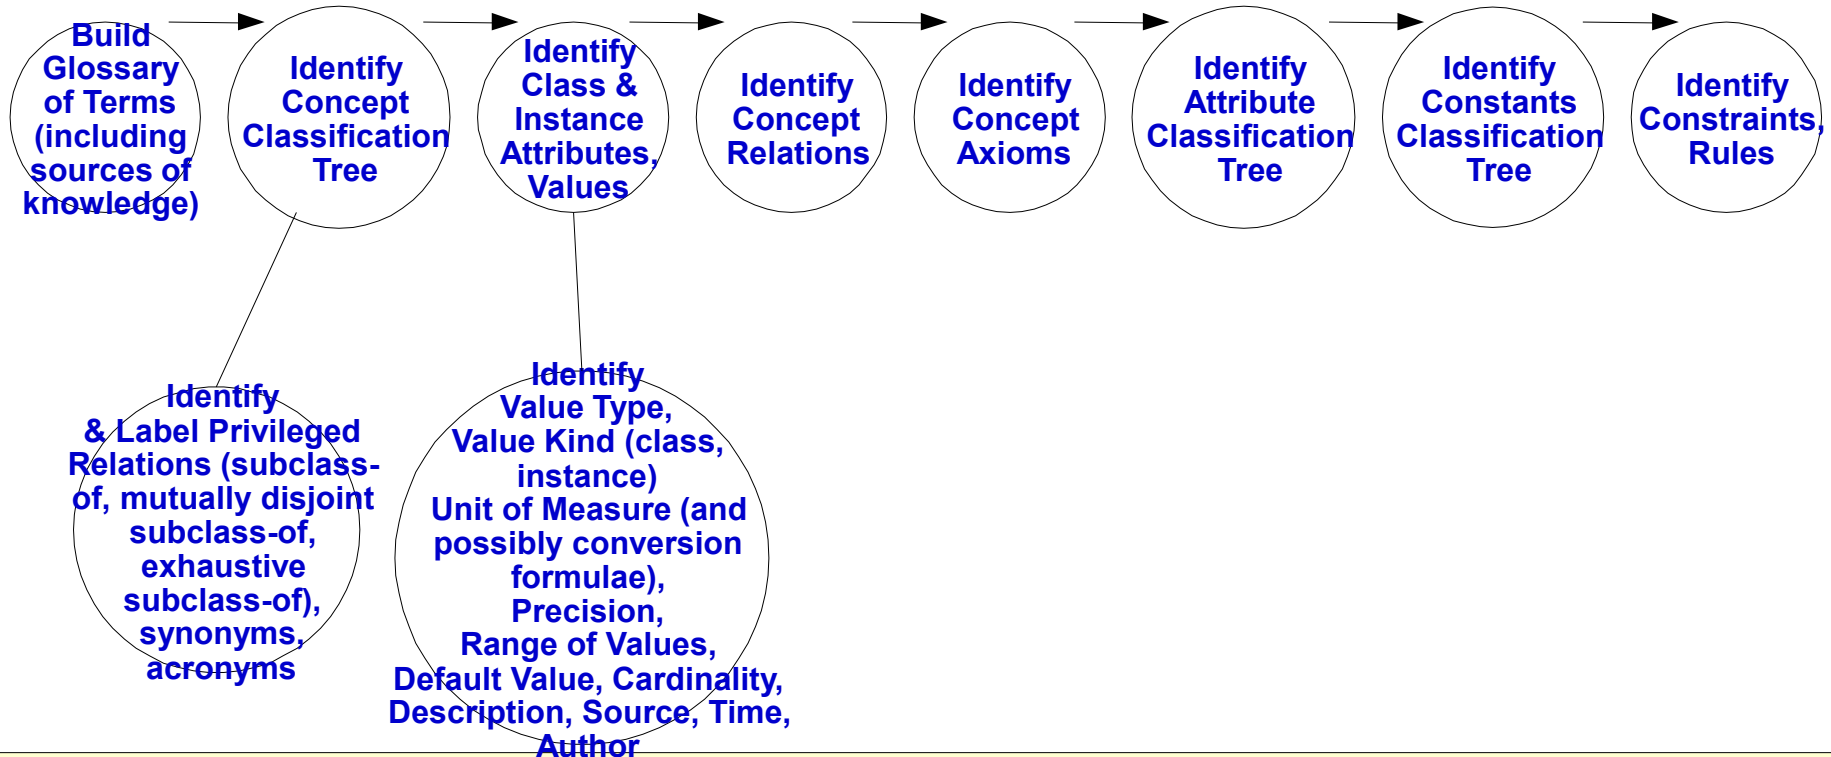 Build
Glossary
of Terms
(including
sources of
knowledge)
Identify
Concept
Classification
Tree
Identify
Class &
Instance
Attributes,
Values
Identify
Concept
Relations
Identify
Concept
Axioms
Identify
Attribute
Classification
Tree
Identify
Constants
Classification
Tree
Identify
Constraints,
Rules
Identify
& Label Privileged
Relations (subclass-
of, mutually disjoint
subclass-of,
exhaustive
subclass-of),
synonyms,
acronyms
Identify
Value Type,
Value Kind (class,
instance)
Unit of Measure (and
possibly conversion
formulae),
Precision,
Range of Values,
Default Value, Cardinality,
Description, Source, Time,
Author